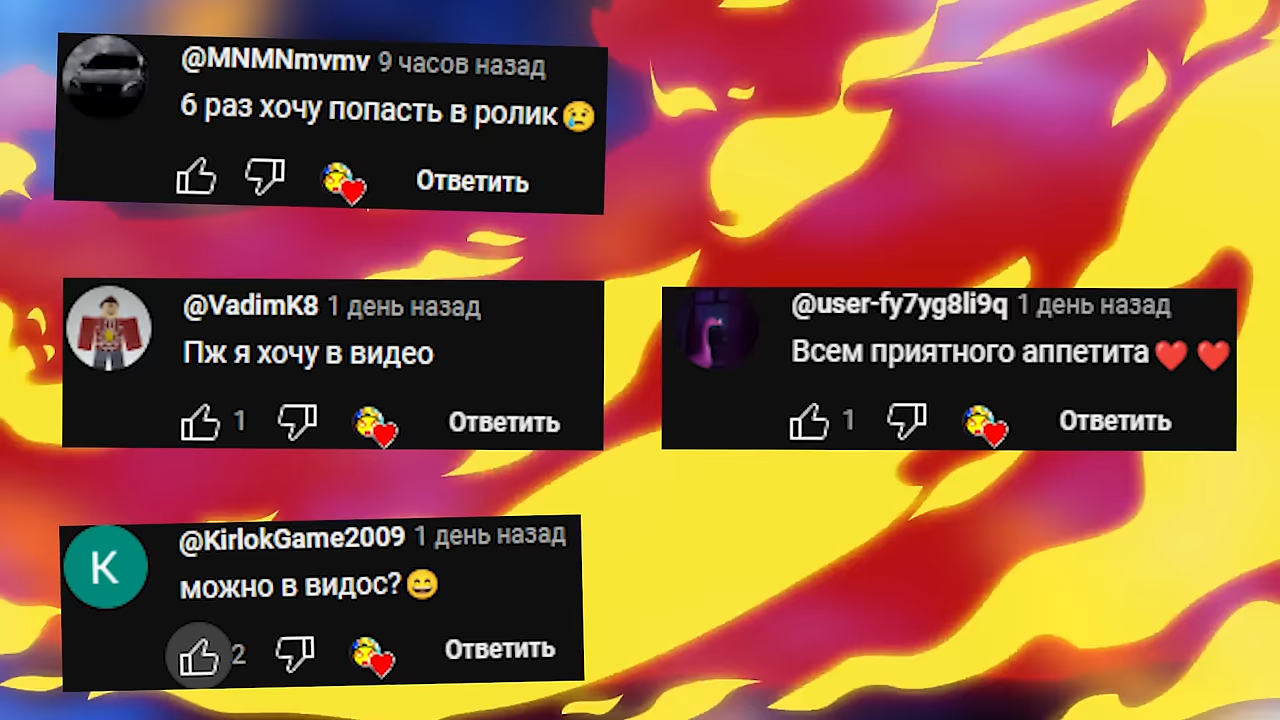 @MNMNmvmv 9 часов назад
6 раз хочу попасть в ролик😢
Ответить
@VadimK8 1 день назад
Пж я хочу в видео
1
Ответить
@user-fy7yg8li9q 1 день назад
Всем приятного аппетита❤️❤️
1
Ответить
K
@KirlokGame2009 1 день назад
можно в видос?😄
2
Ответить